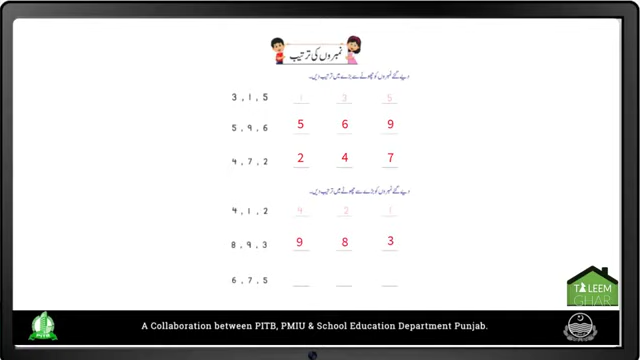 نمبروں کی ترتیب
دیے گئے نمبروں کو چھوٹے سے بڑے میں ترتیب دیں۔
3 , 1 , 5 1 3 5
5 , 9 , 6 5 6 9
4 , 7 , 2 2 4 7
دیے گئے نمبروں کو بڑے سے چھوٹے میں ترتیب دیں۔
4 , 1 , 2 4 2 1
8 , 9 , 3 9 8 3
6 , 7 , 5
TALEEM
GHAR
PITB
A Collaboration between PITB, PMIU & School Education Department Punjab.